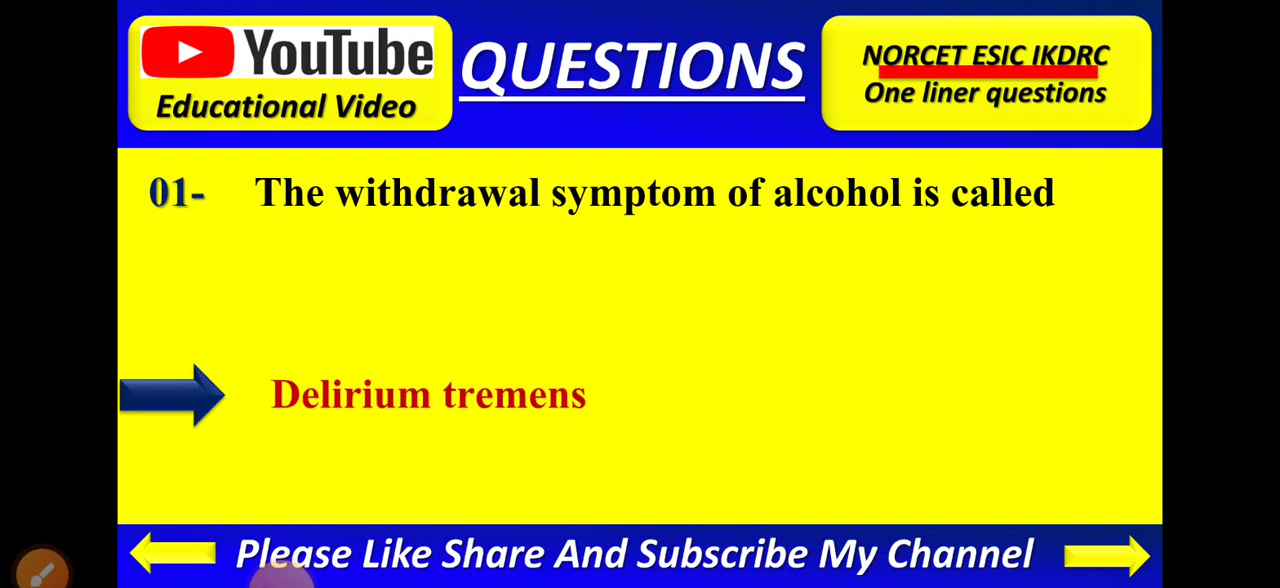 YouTube
Educational Video
QUESTIONS
NORCET ESIC IKDRC
One liner questions
01- The withdrawal symptom of alcohol is called
Delirium tremens
Please Like Share And Subscribe My Channel